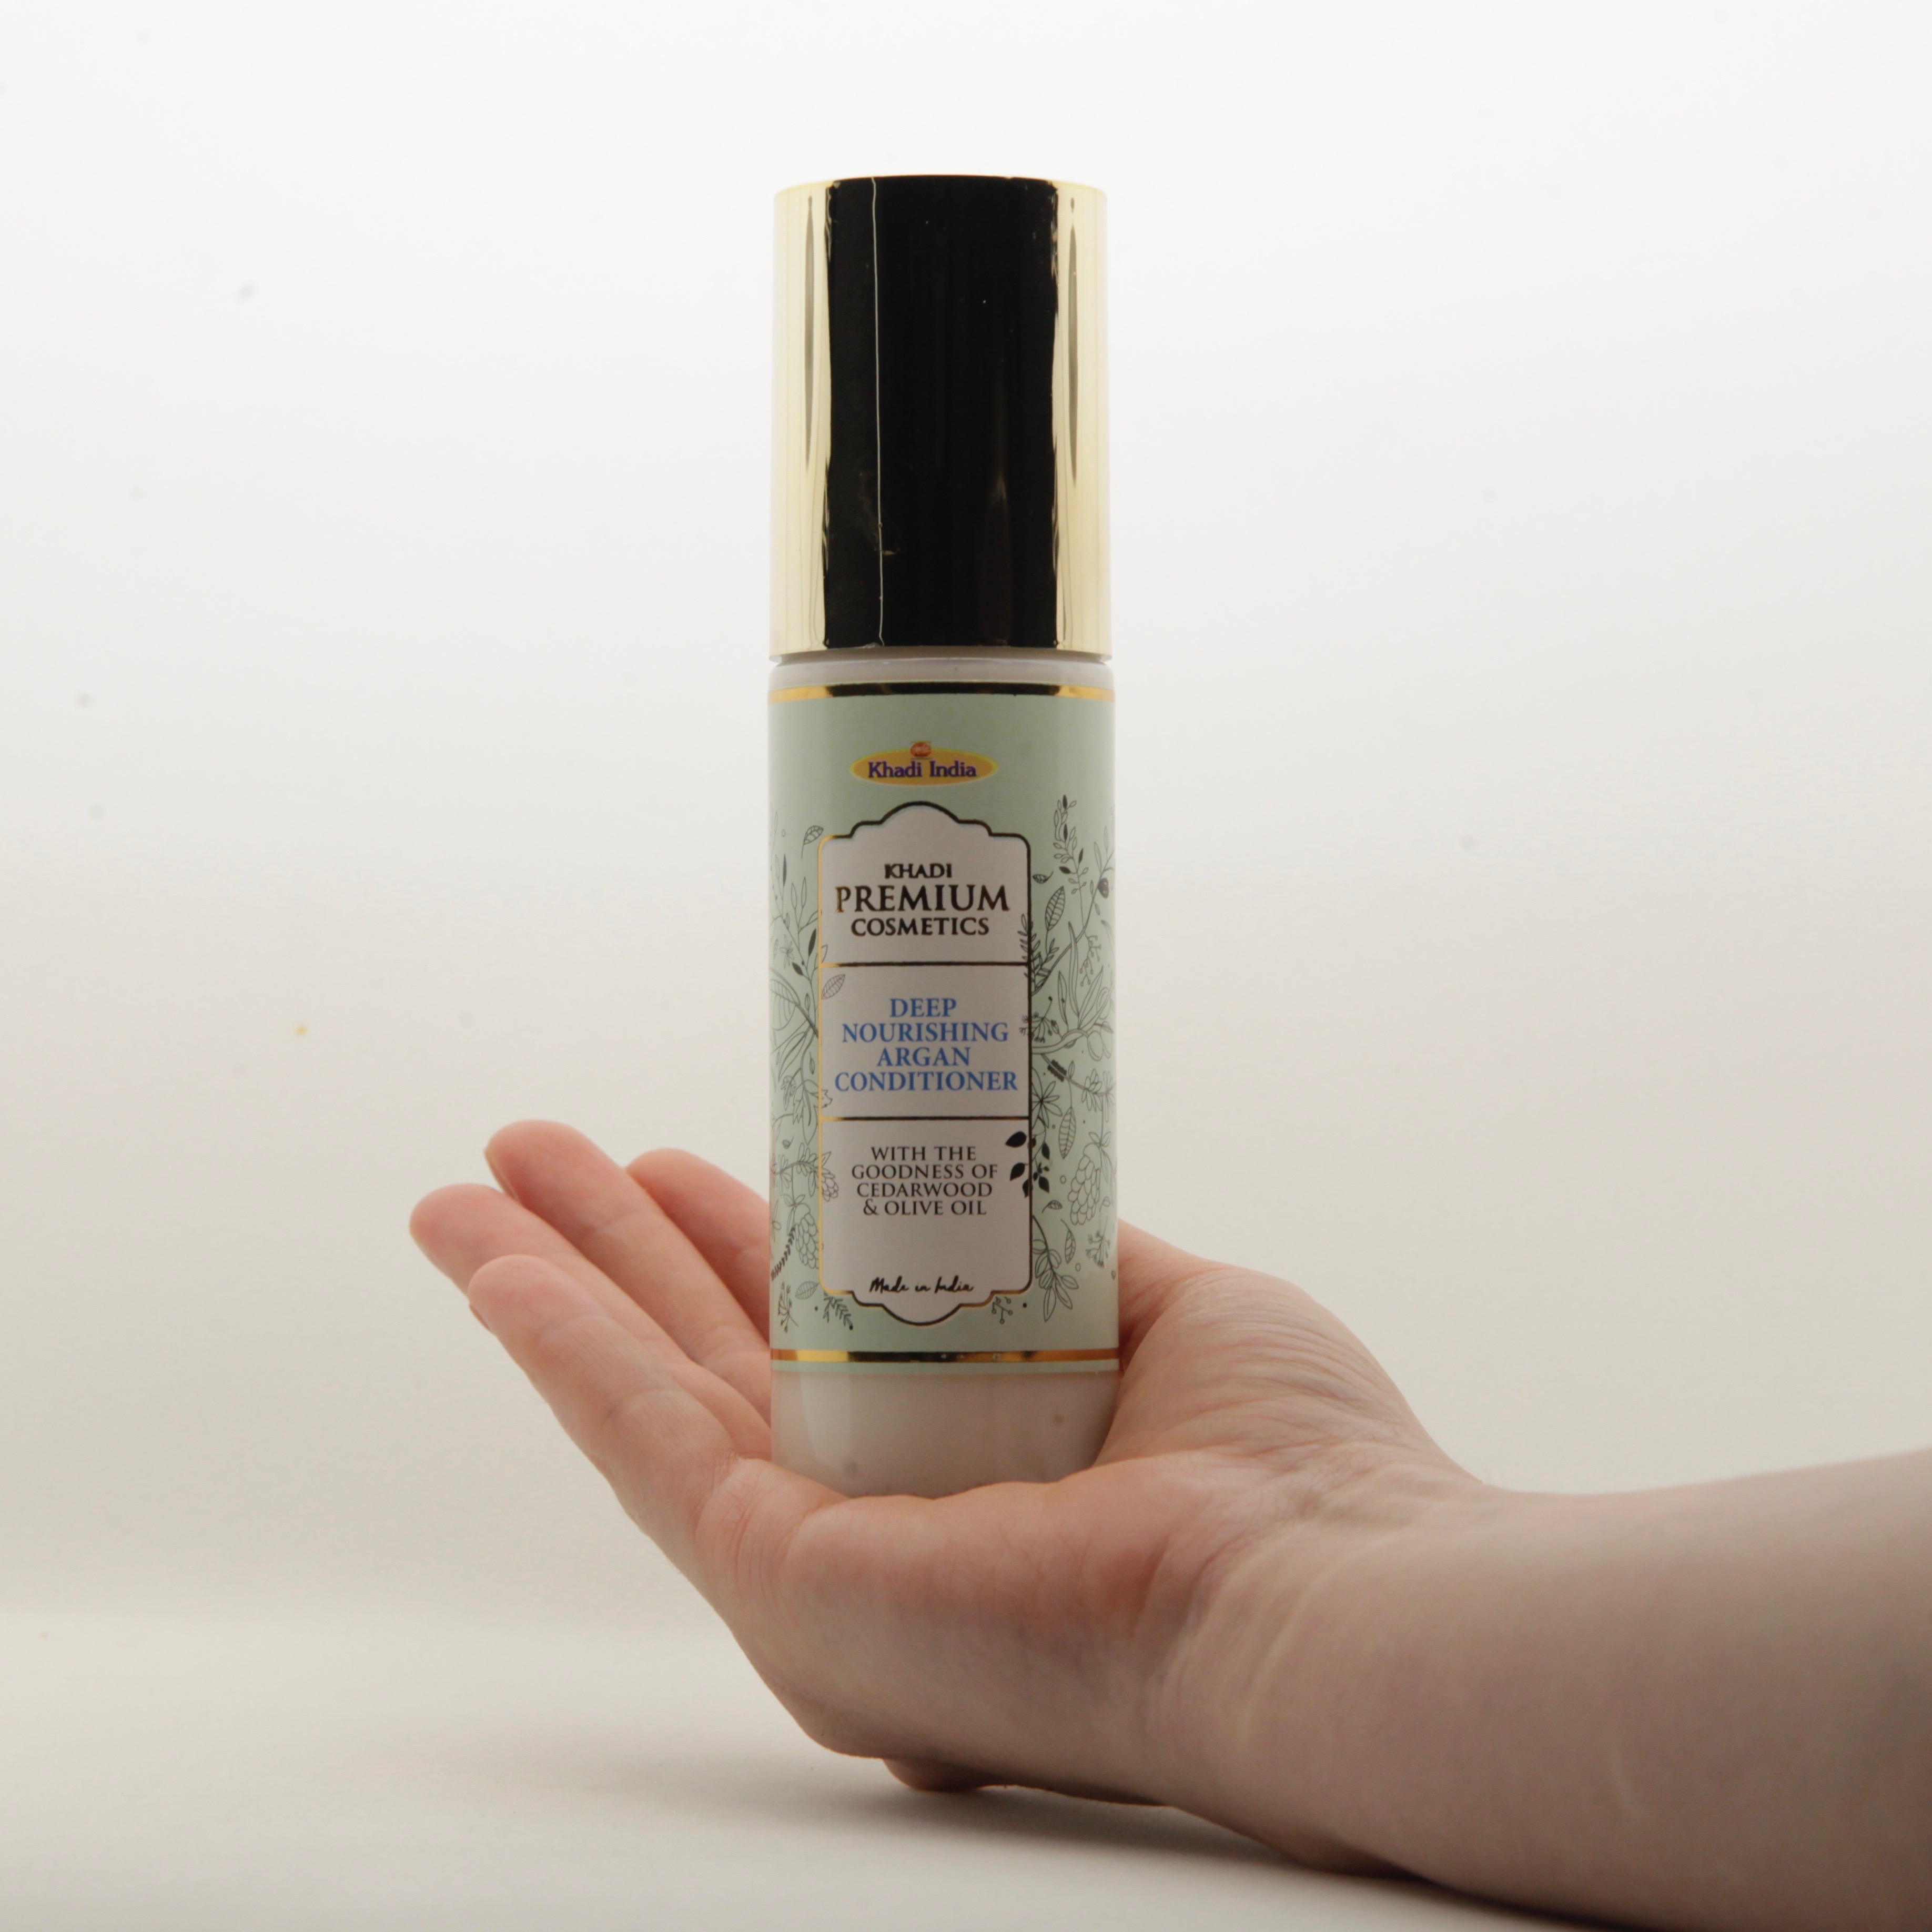 Khadi India
KHADI
PREMIUM
COSMETICS
DEEP
NOURISHING
ARGAN
CONDITIONER
WITH THE
GOODNESS OF
CEDARWOOD
& OLIVE OIL
Made in India